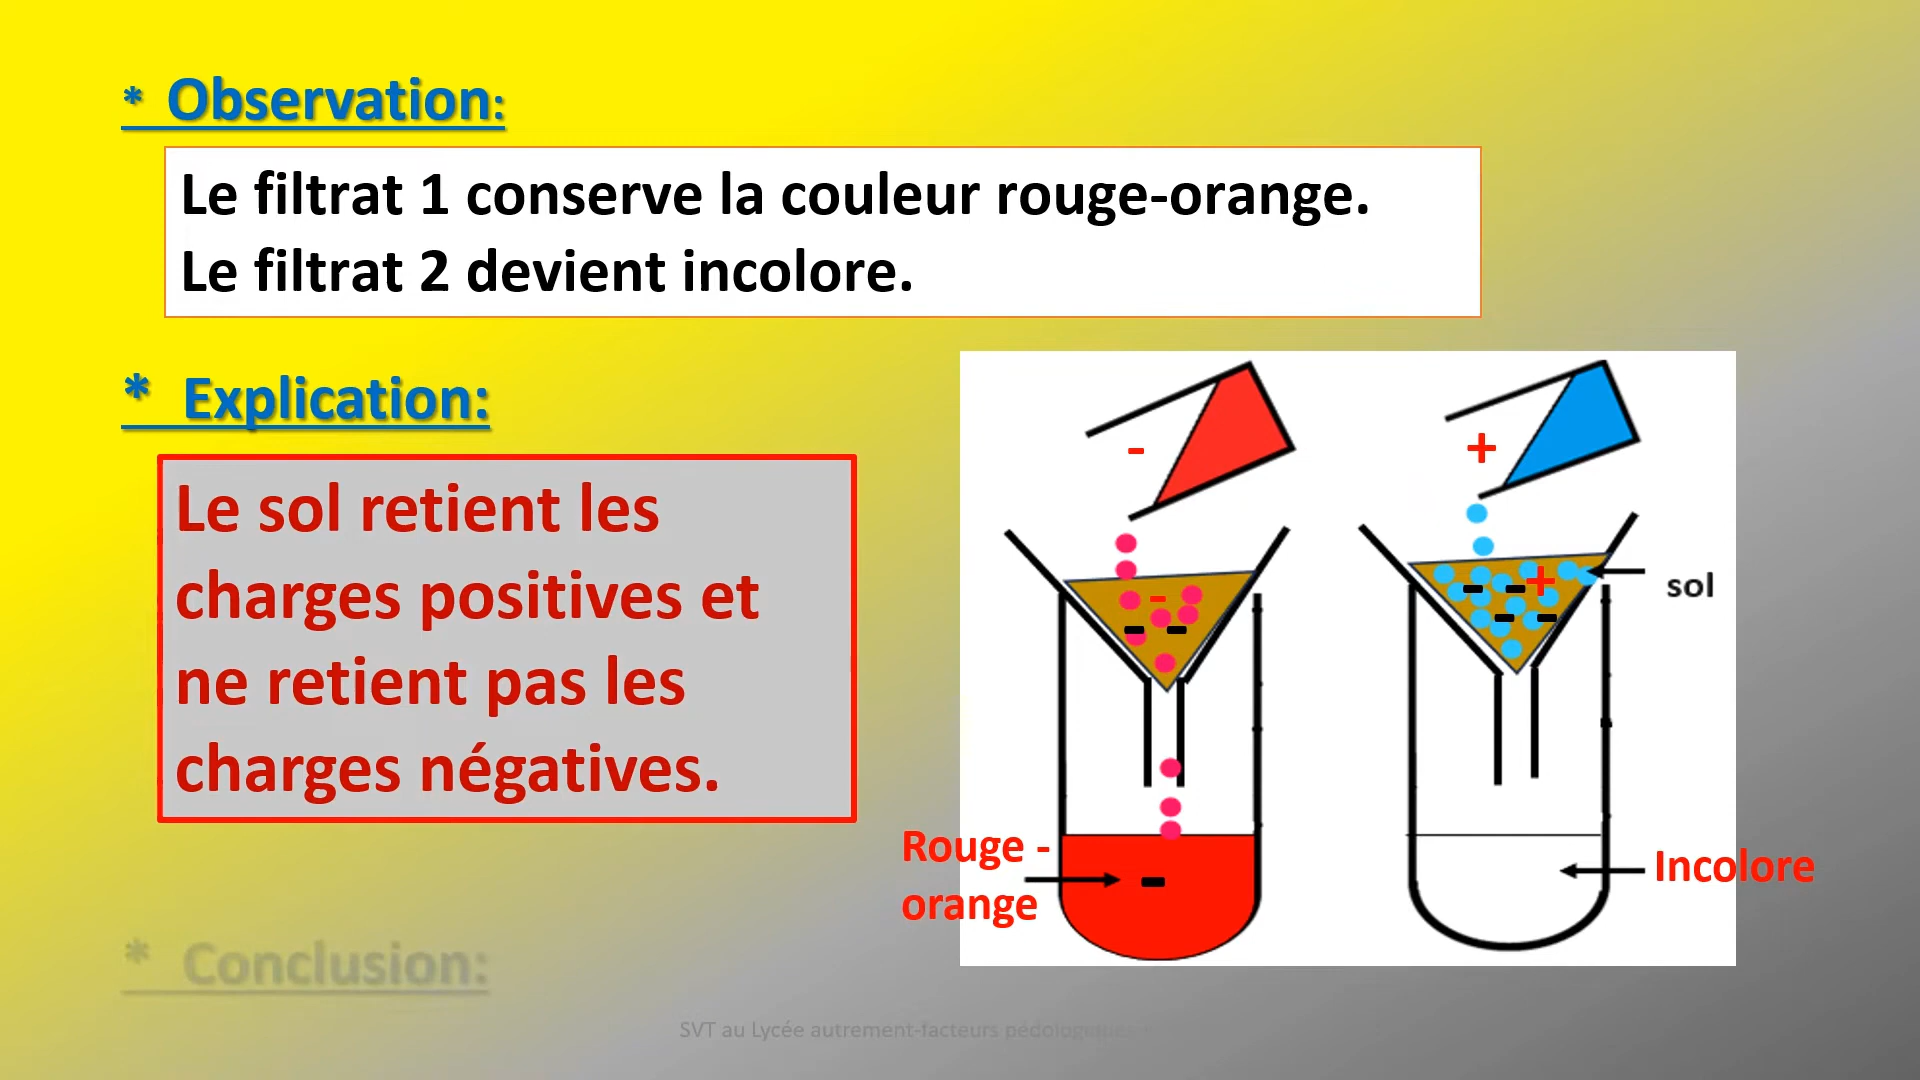 * Observation:
Le filtrat 1 conserve la couleur rouge-orange.
Le filtrat 2 devient incolore.
* Explication:
Le sol retient les
charges positives et
ne retient pas les
charges négatives.
-
+
- +
- - - -
- - - -
sol
Rouge -
orange
-
Incolore
* Conclusion:
SVT au Lycée autrement-facteurs pédologiques